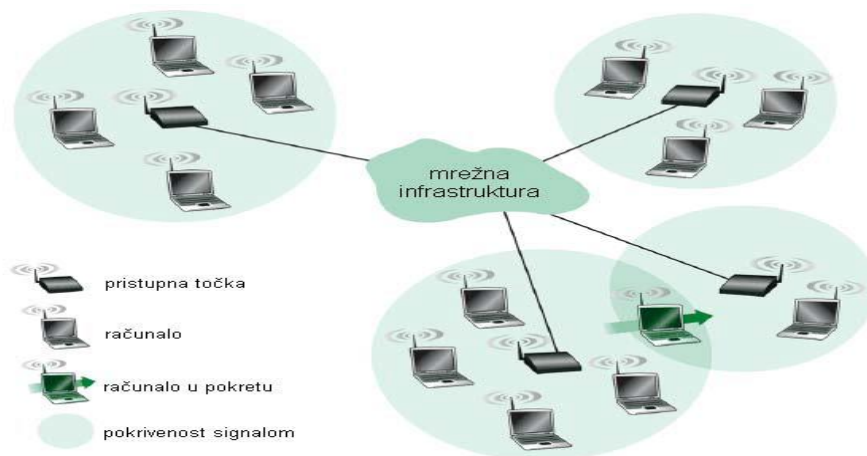 mrežna
infrastruktura
pristupna točka
računalo
računalo u pokretu
pokrivenost signalom